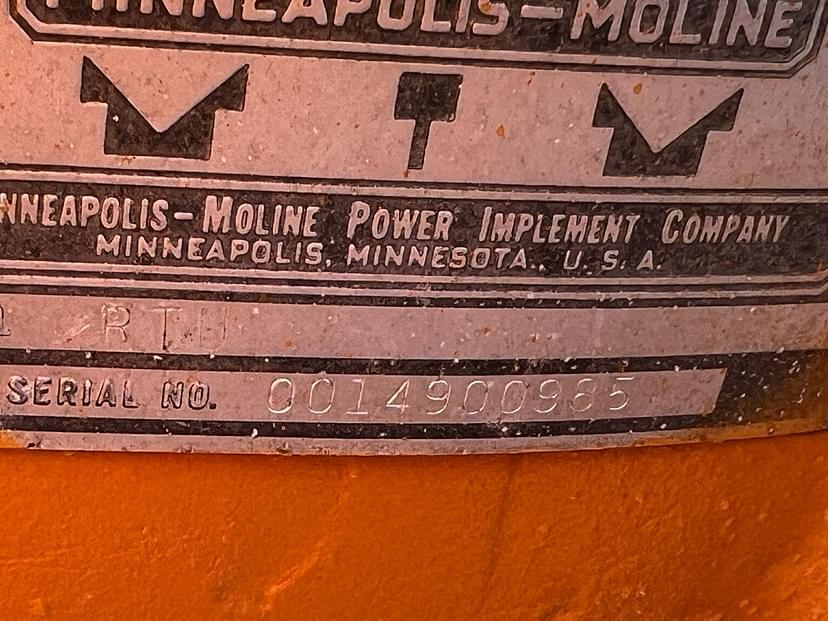 MINNEAPOLIS-MOLINE
M T M
NNEAPOLIS-MOLINE POWER IMPLEMENT COMPANY
MINNEAPOLIS, MINNESOTA., U. S. A.
RTU
SERIAL NO. 0014900985